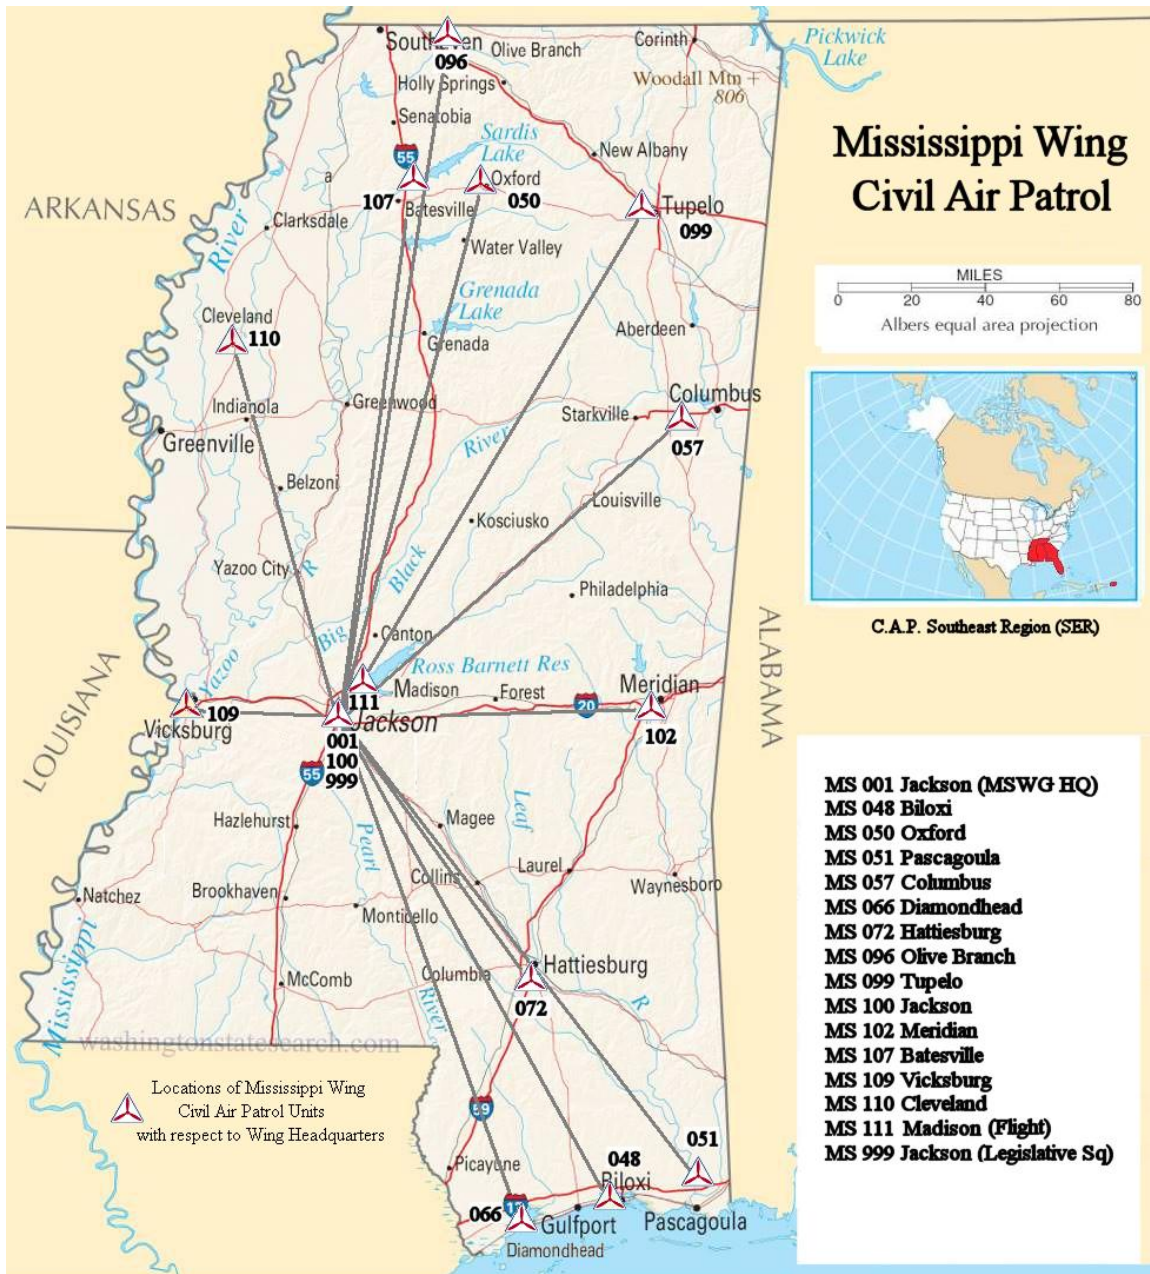 Mississippi Wing
Civil Air Patrol
MILES
0 20 40 60 80
Albers equal area projection
C.A.P. Southeast Region (SER)
MS 001 Jackson (MSWG HQ)
MS 048 Biloxi
MS 050 Oxford
MS 051 Pascagoula
MS 057 Columbus
MS 066 Diamondhead
MS 072 Hattiesburg
MS 096 Olive Branch
MS 099 Tupelo
MS 100 Jackson
MS 102 Meridian
MS 107 Batesville
MS 109 Vicksburg
MS 110 Cleveland
MS 111 Madison (Flight)
MS 999 Jackson (Legislative Sq)
Southaven
096
Olive Branch
Corinth
Pickwick
Lake
Holly Springs
Woodall Mtn +
806
Senatobia
Sardis
Lake
55
New Albany
a
Oxford
050
107
Batesville
Tupelo
099
ARKANSAS
River
Clarksdale
Water Valley
Grenada
Lake
Cleveland
110
Grenada
Aberdeen
Columbus
Indianola
Greenwood
Starkville
057
Greenville
River
Belzoni
Louisville
Kosciusko
Yazoo City
R
Black
Philadelphia
Big
Canton
Yazoo
Ross Barnett Res
LOUISIANA
ALABAMA
111
Madison
Forest
20
Meridian
102
109
Vicksburg
Jackson
001
100
999
55
Hazlehurst
Pearl
Magee
Leaf
Laurel
Collins
Waynesboro
Natchez
Brookhaven
Monticello
Mississippi
McComb
Columbia
River
Hattiesburg
072
R
washingtonstatesearch.com
Locations of Mississippi Wing
Civil Air Patrol Units
with respect to Wing Headquarters
59
051
Picayune
048
Biloxi
066
Gulfport
Pascagoula
Diamondhead